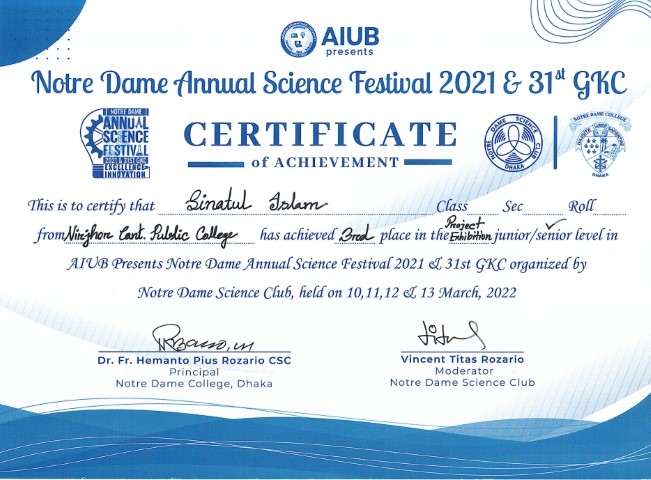 AIUB
presents
Notre Dame Annual Science Festival 2021 & 31st GKC
NOTRE DAME
ANNUAL
SCIENCE
FESTIVAL
2021 & 31ST GKC
EXCELLENCE
INNOVATION
CERTIFICATE
of ACHIEVEMENT
NOTRE DAME SCIENCE CLUB
DHAKA
NOTRE DAME COLLEGE
DHAKA
This is to certify that Sinatul Islam Class Sec Roll
from Nirjhor Cant. Public College has achieved 3rd place in the Project Exhibition junior/senior level in
AIUB Presents Notre Dame Annual Science Festival 2021 & 31st GKC organized by
Notre Dame Science Club, held on 10,11,12 & 13 March, 2022
Dr. Fr. Hemanto Pius Rozario CSC
Principal
Notre Dame College, Dhaka
Vincent Titas Rozario
Moderator
Notre Dame Science Club